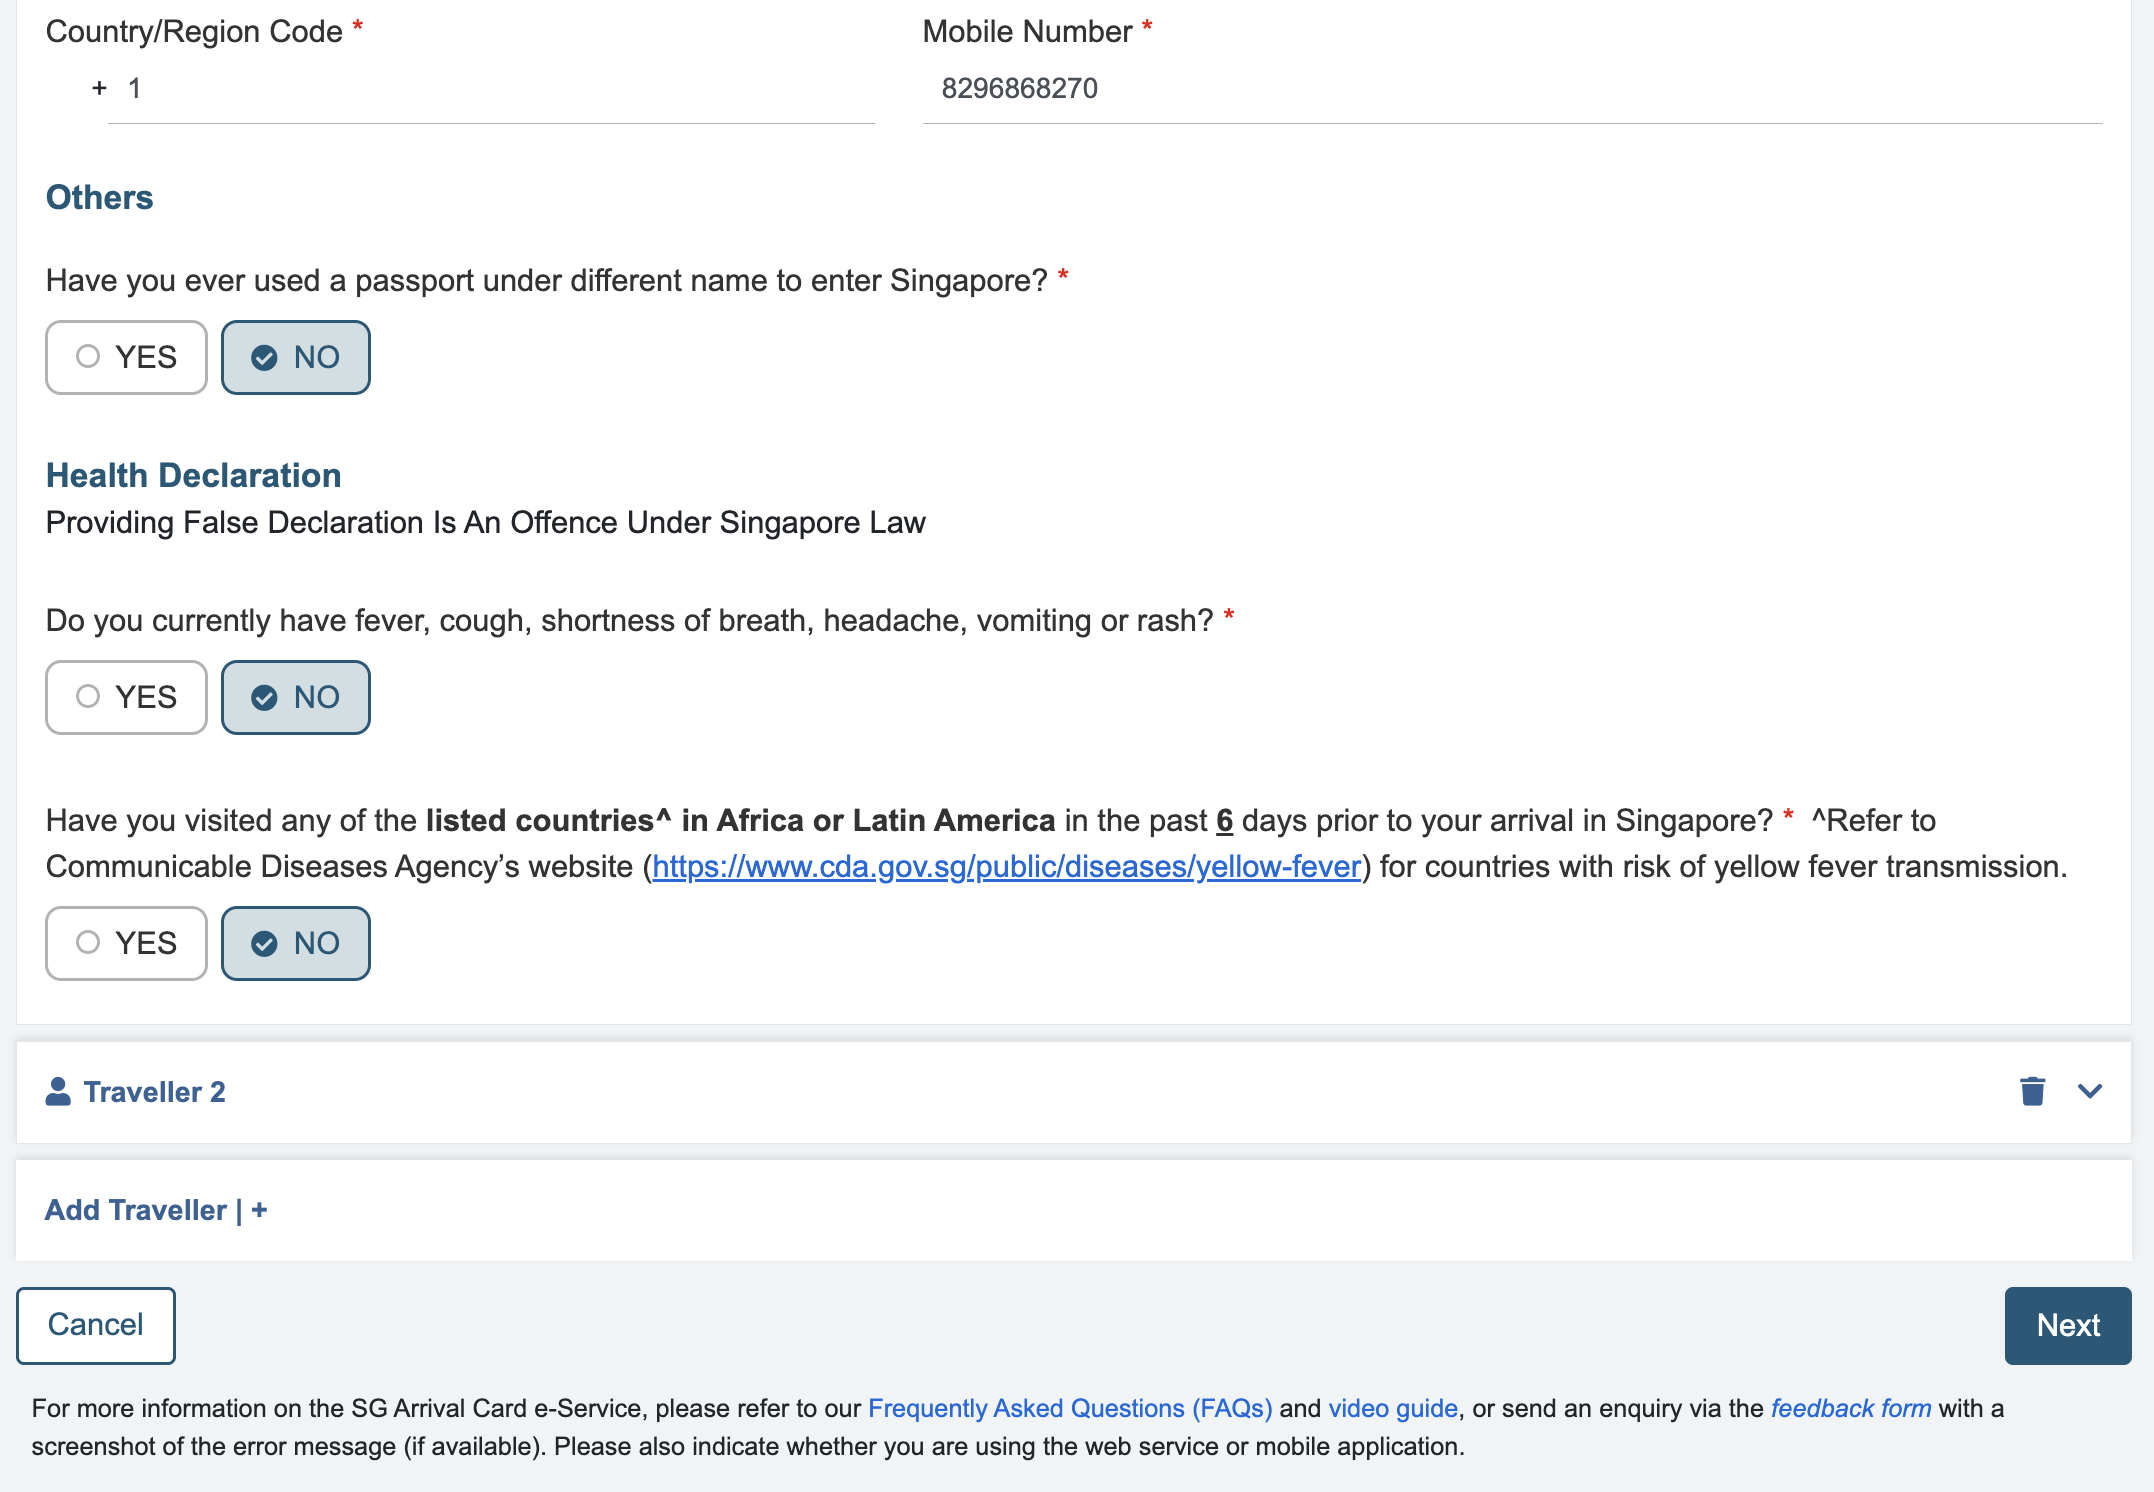 Country/Region Code *
Mobile Number *
+ 1
8296868270
Others
Have you ever used a passport under different name to enter Singapore? *
YES
NO
Health Declaration
Providing False Declaration Is An Offence Under Singapore Law
Do you currently have fever, cough, shortness of breath, headache, vomiting or rash? *
YES
NO
Have you visited any of the listed countries^ in Africa or Latin America in the past 6 days prior to your arrival in Singapore? * ^Refer to
Communicable Diseases Agency’s website (https://www.cda.gov.sg/public/diseases/yellow-fever) for countries with risk of yellow fever transmission.
YES
NO
Traveller 2
Add Traveller | +
Cancel
Next
For more information on the SG Arrival Card e-Service, please refer to our Frequently Asked Questions (FAQs) and video guide, or send an enquiry via the feedback form with a
screenshot of the error message (if available). Please also indicate whether you are using the web service or mobile application.